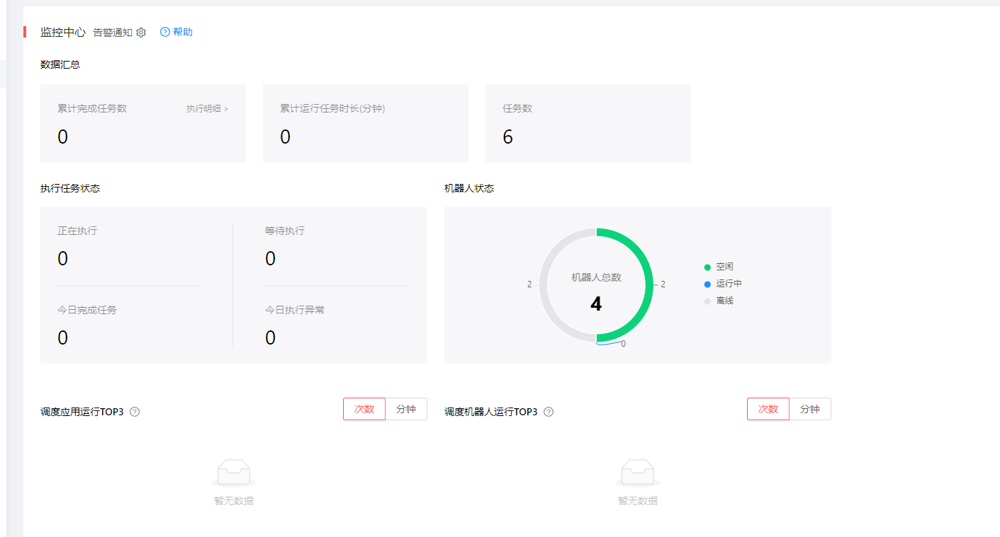 监控中心 告警通知 帮助
数据汇总
累计完成任务数 执行明细 >
0
累计运行任务时长(分钟)
0
任务数
6
执行任务状态
正在执行
0
等待执行
0
今日完成任务
0
今日执行异常
0
机器人状态
机器人总数
4
2
2
0
空闲
运行中
离线
调度应用运行TOP3
次数 分钟
暂无数据
调度机器人运行TOP3
次数 分钟
暂无数据